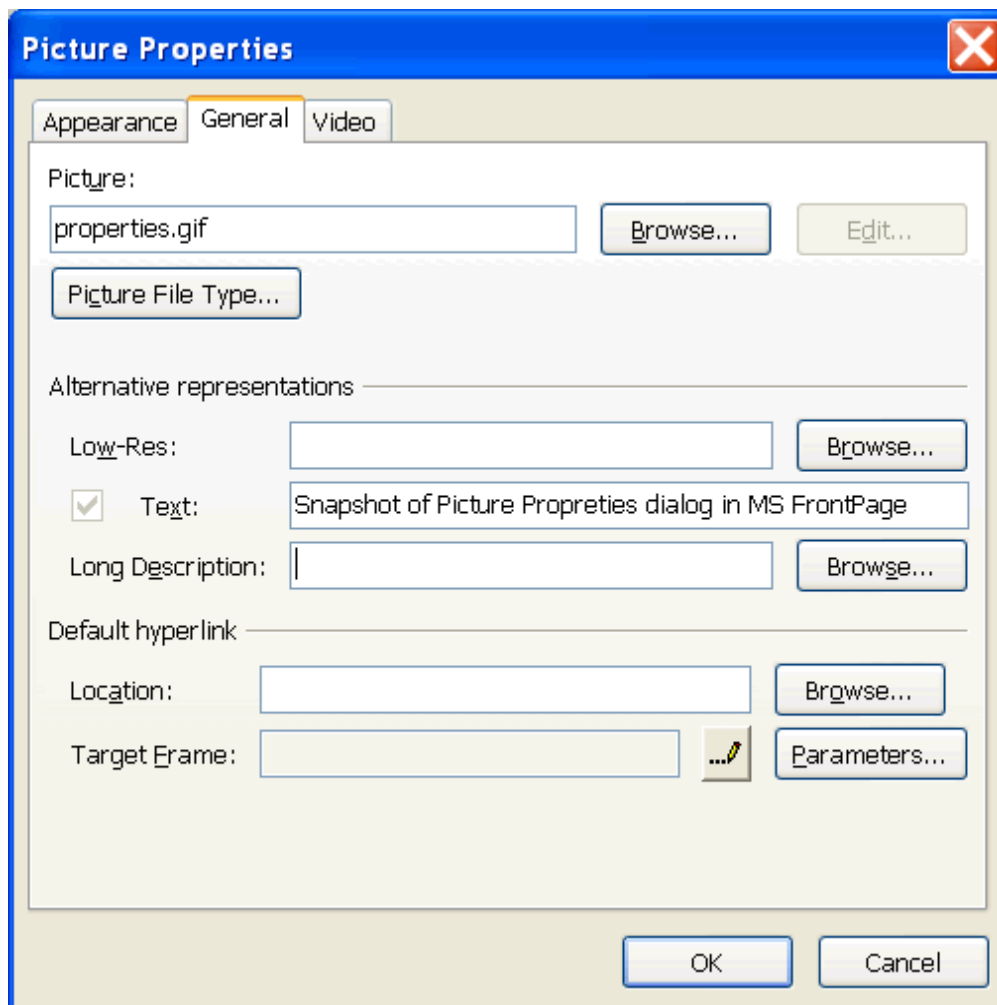 Picture Properties
Appearance General Video
Picture:
properties.gif Browse... Edit...
Picture File Type...
Alternative representations
Low-Res: Browse...
Text: Snapshot of Picture Propreties dialog in MS FrontPage
Long Description: Browse...
Default hyperlink
Location: Browse...
Target Frame: ... Parameters...
OK Cancel